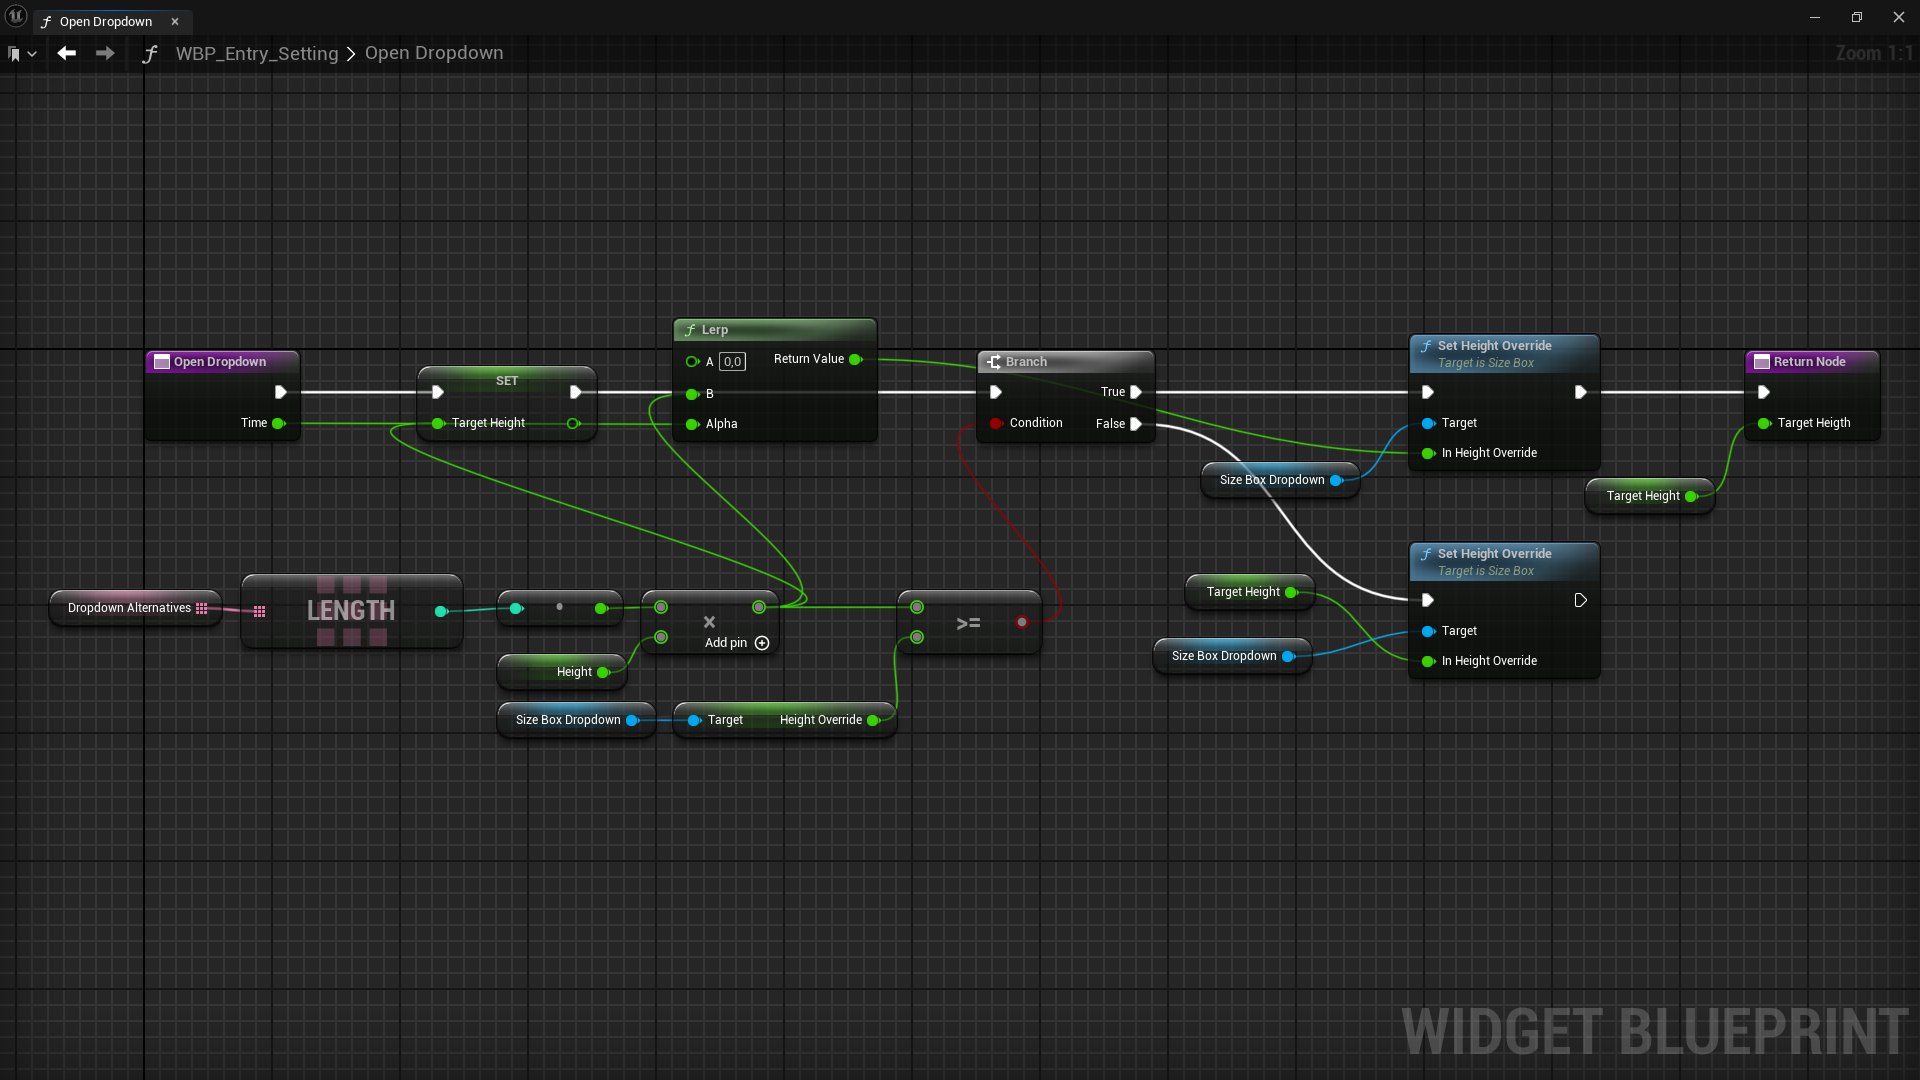 Open Dropdown
WBP_Entry_Setting > Open Dropdown
Zoom 1:1
Lerp
A 0,0
Return Value
B
Alpha
Open Dropdown
Time
SET
Target Height
Branch
True
Condition
False
Set Height Override
Target is Size Box
Target
In Height Override
Return Node
Target Heigth
Size Box Dropdown
Target Height
Set Height Override
Target is Size Box
Target
In Height Override
Target Height
Size Box Dropdown
Dropdown Alternatives
LENGTH
×
Add pin
>=
Height
Size Box Dropdown
Target
Height Override
WIDGET BLUEPRINT